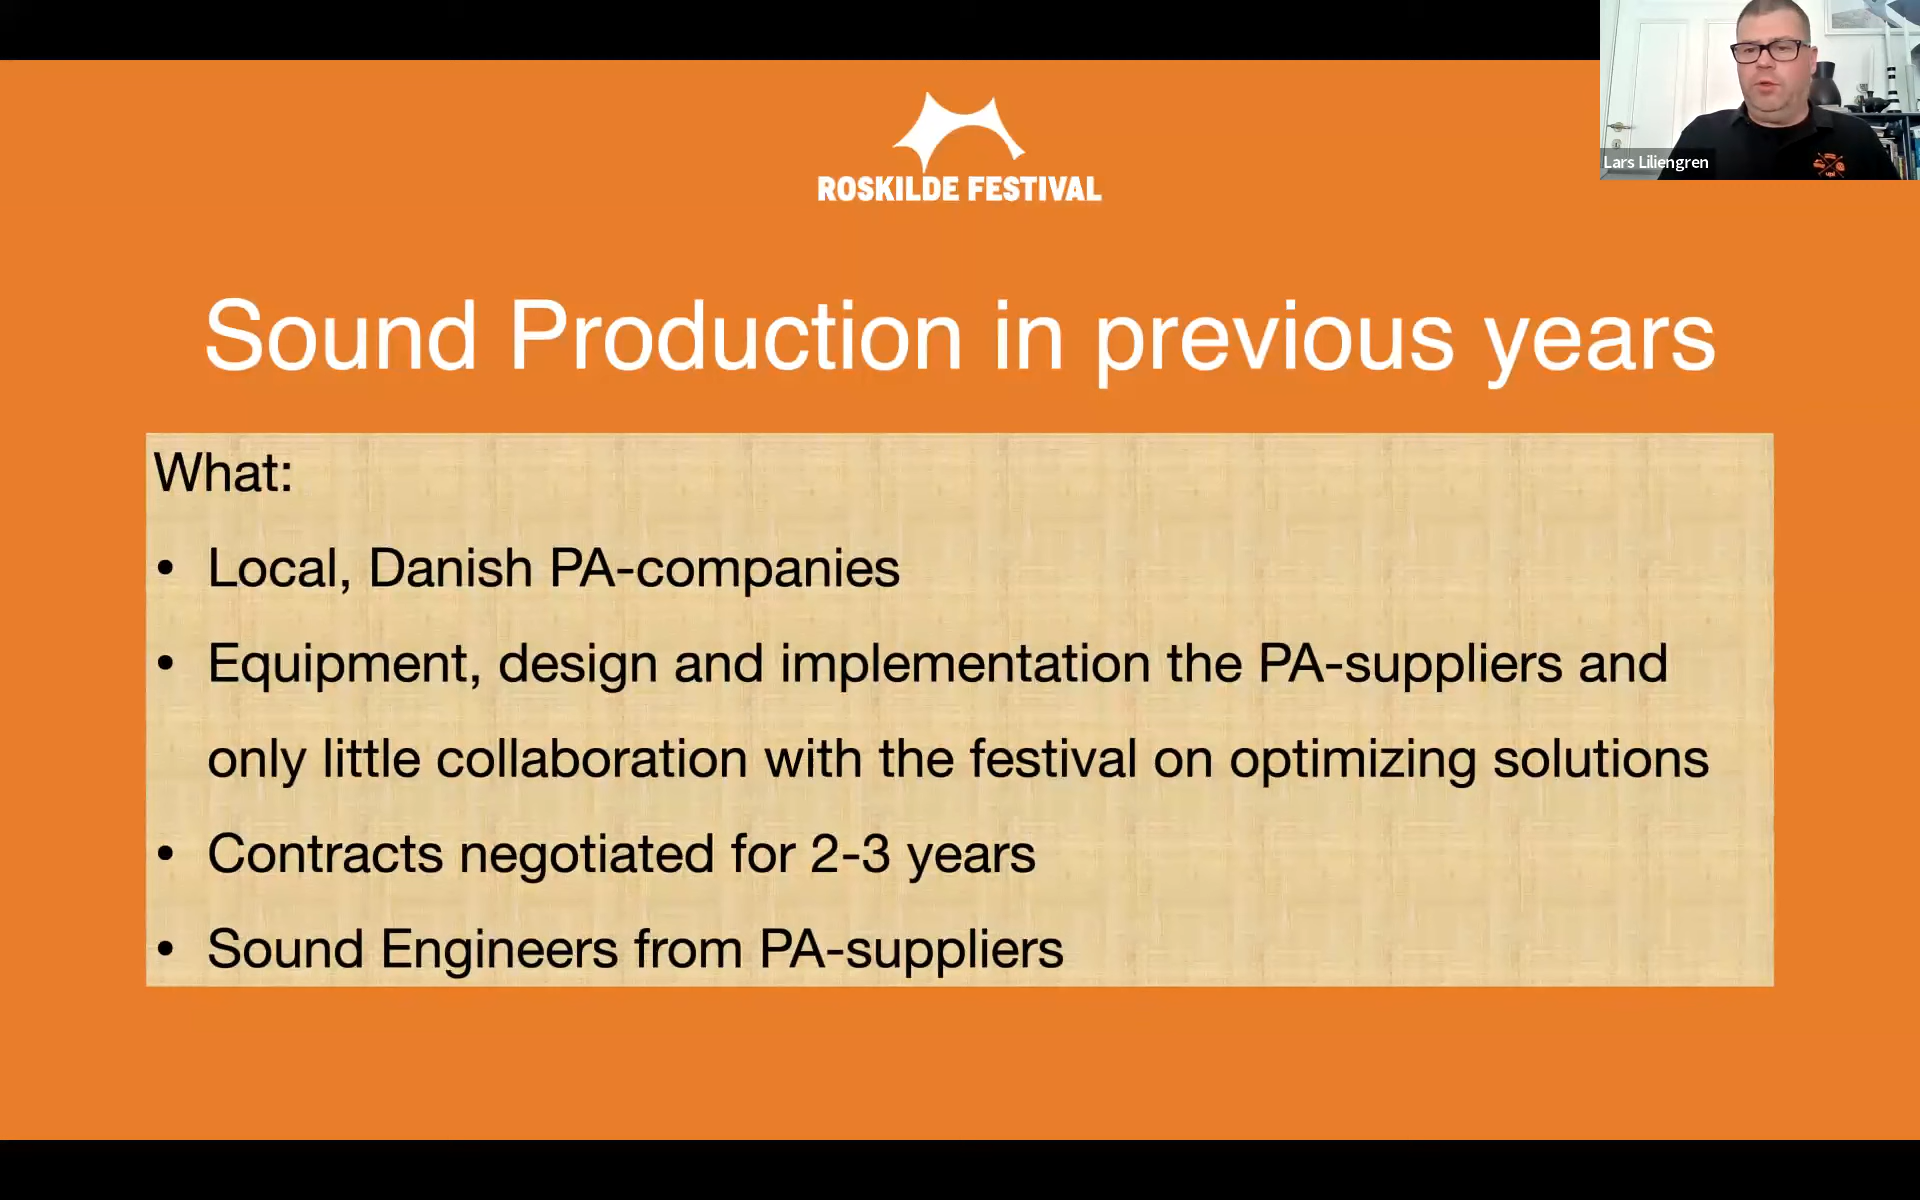 Lars Liliengren
ROSKILDE FESTIVAL
Sound Production in previous years
What:
• Local, Danish PA-companies
• Equipment, design and implementation the PA-suppliers and
only little collaboration with the festival on optimizing solutions
• Contracts negotiated for 2-3 years
• Sound Engineers from PA-suppliers